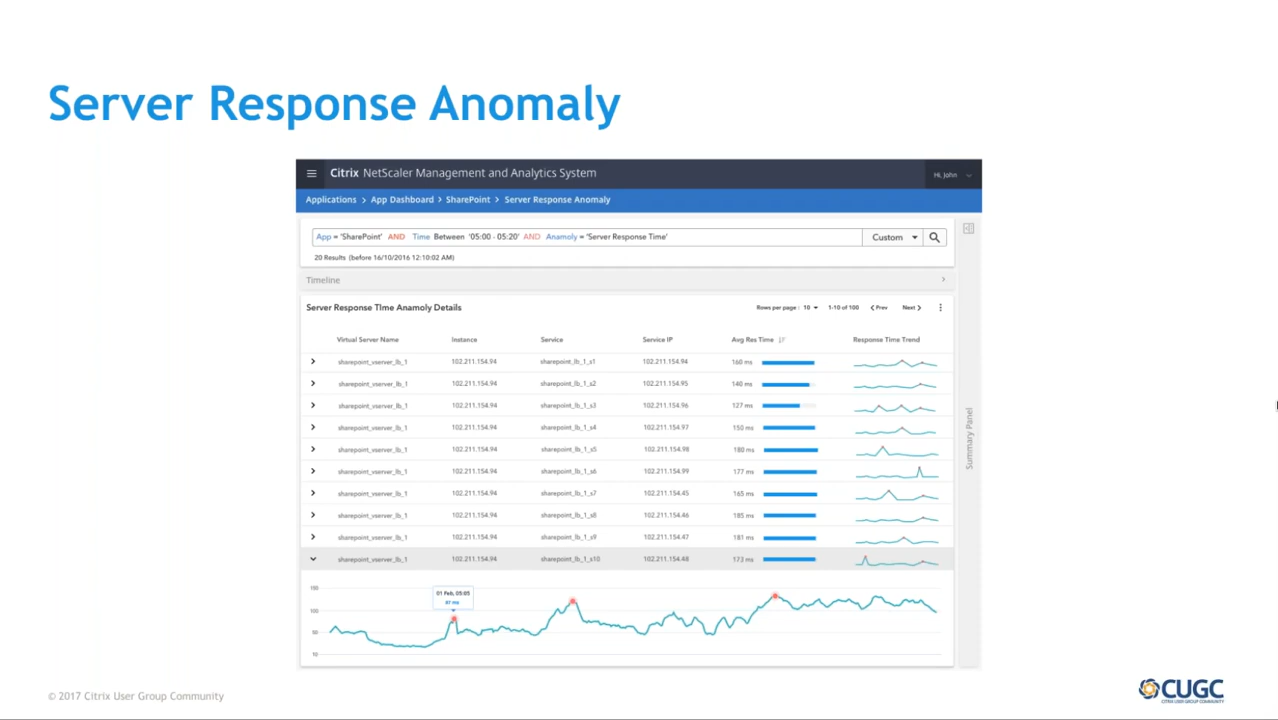 Server Response Anomaly
Citrix NetScaler Management and Analytics System
Hi, John
Applications > App Dashboard > SharePoint > Server Response Anomaly
App = 'SharePoint' AND Time Between '05:00 - 05:20' AND Anamoly = 'Server Response Time'
Custom
20 Results (before 16/10/2016 12:10:02 AM)
Timeline
Server Response TIme Anamoly Details
Rows per page : 10 1-10 of 100 Prev Next
Virtual Server Name Instance Service Service IP Avg Res Time Response Time Trend
sharepoint_vserver_lb_1 102.211.154.94 sharepoint_lb_1_s1 102.211.154.94 160 ms
sharepoint_vserver_lb_1 102.211.154.94 sharepoint_lb_1_s2 102.211.154.95 140 ms
sharepoint_vserver_lb_1 102.211.154.94 sharepoint_lb_1_s3 102.211.154.96 127 ms
sharepoint_vserver_lb_1 102.211.154.94 sharepoint_lb_1_s4 102.211.154.97 150 ms
sharepoint_vserver_lb_1 102.211.154.94 sharepoint_lb_1_s5 102.211.154.98 180 ms
sharepoint_vserver_lb_1 102.211.154.94 sharepoint_lb_1_s6 102.211.154.99 177 ms
sharepoint_vserver_lb_1 102.211.154.94 sharepoint_lb_1_s7 102.211.154.45 165 ms
sharepoint_vserver_lb_1 102.211.154.94 sharepoint_lb_1_s8 102.211.154.46 185 ms
sharepoint_vserver_lb_1 102.211.154.94 sharepoint_lb_1_s9 102.211.154.47 181 ms
sharepoint_vserver_lb_1 102.211.154.94 sharepoint_lb_1_s10 102.211.154.48 173 ms
Summary Panel
01 Feb, 05:05
100
50
10
© 2017 Citrix User Group Community
CUGC
CITRIX USER GROUP COMMUNITY